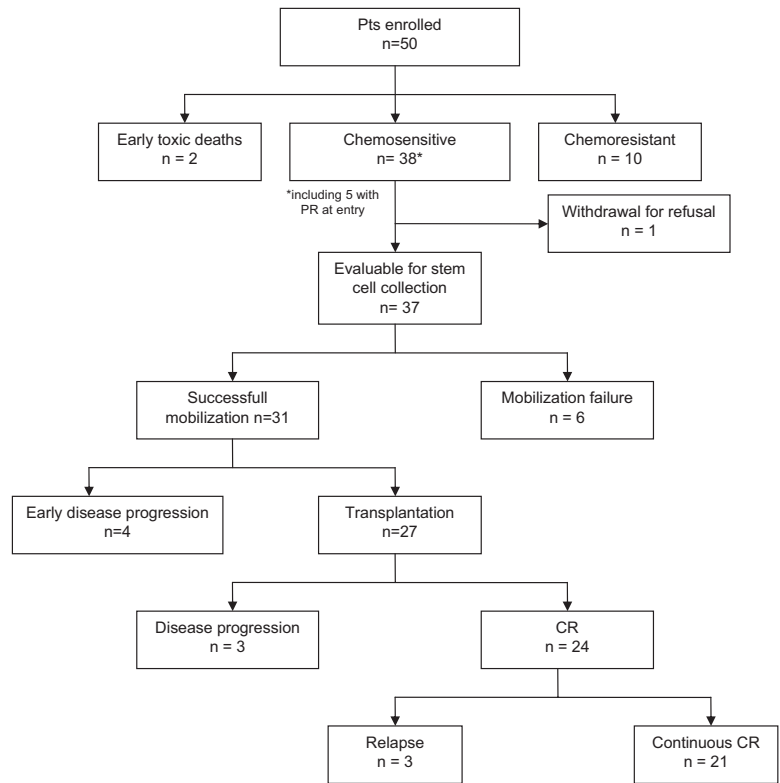 Pts enrolled
n=50
Early toxic deaths
n = 2
Chemosensitive
n= 38*
Chemoresistant
n = 10
*including 5 with
PR at entry
Withdrawal for refusal
n = 1
Evaluable for stem
cell collection
n= 37
Successfull
mobilization n=31
Mobilization failure
n = 6
Early disease progression
n=4
Transplantation
n=27
Disease progression
n = 3
CR
n = 24
Relapse
n = 3
Continuous CR
n = 21